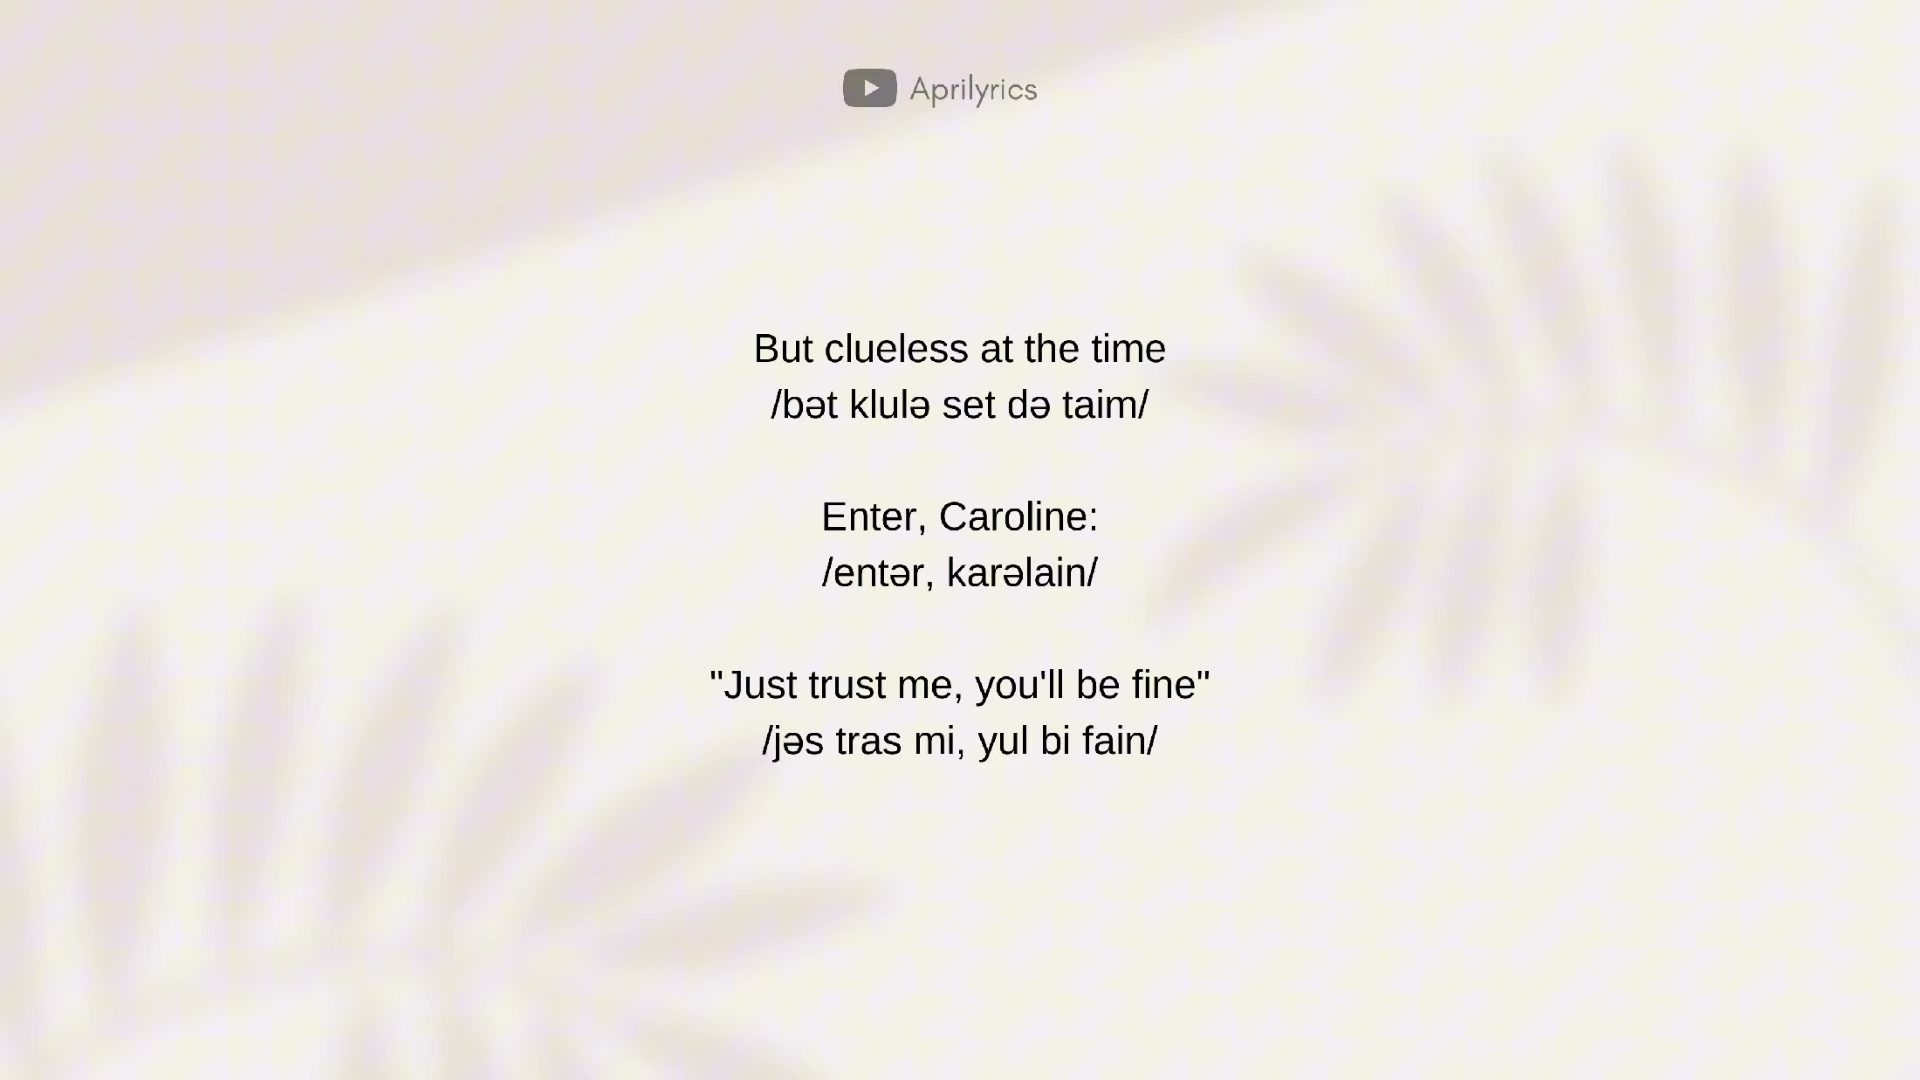 Aprilyrics
But clueless at the time
/bət klulə set də taim/
Enter, Caroline:
/entər, karəlain/
"Just trust me, you'll be fine"
/jəs tras mi, yul bi fain/